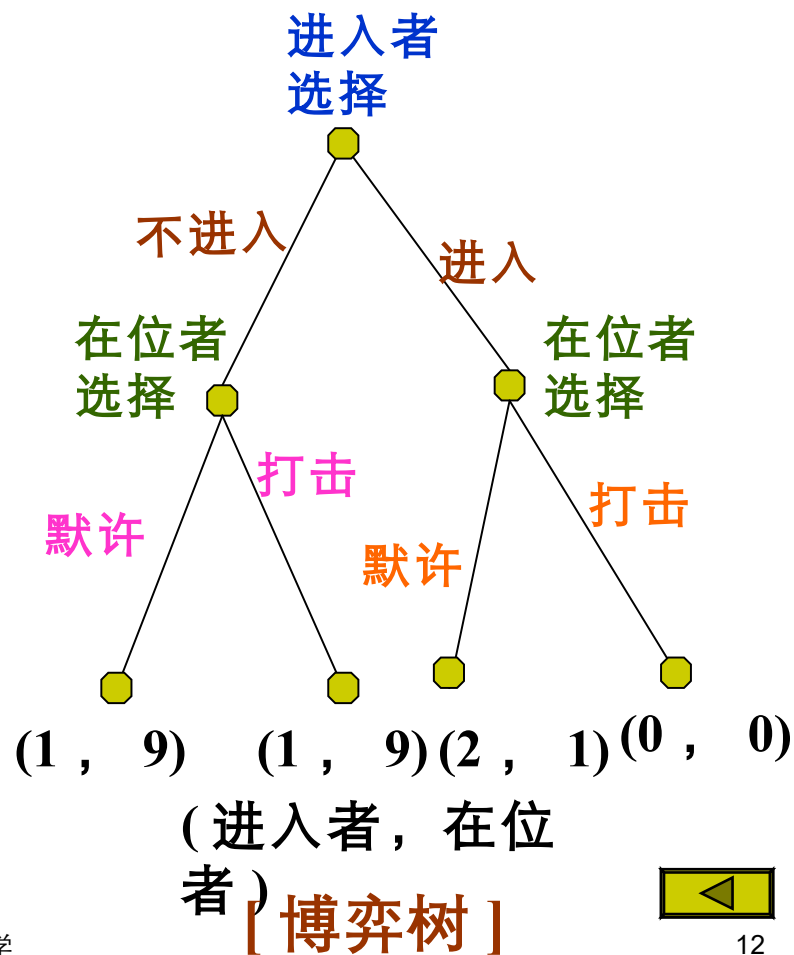 进入者
选择
不进入
进入
在位者
选择
在位者
选择
默许
打击
默许
打击
(1， 9)
(1， 9)
(2， 1)
(0， 0)
(进入者，在位
者)
[博弈树]
学
12